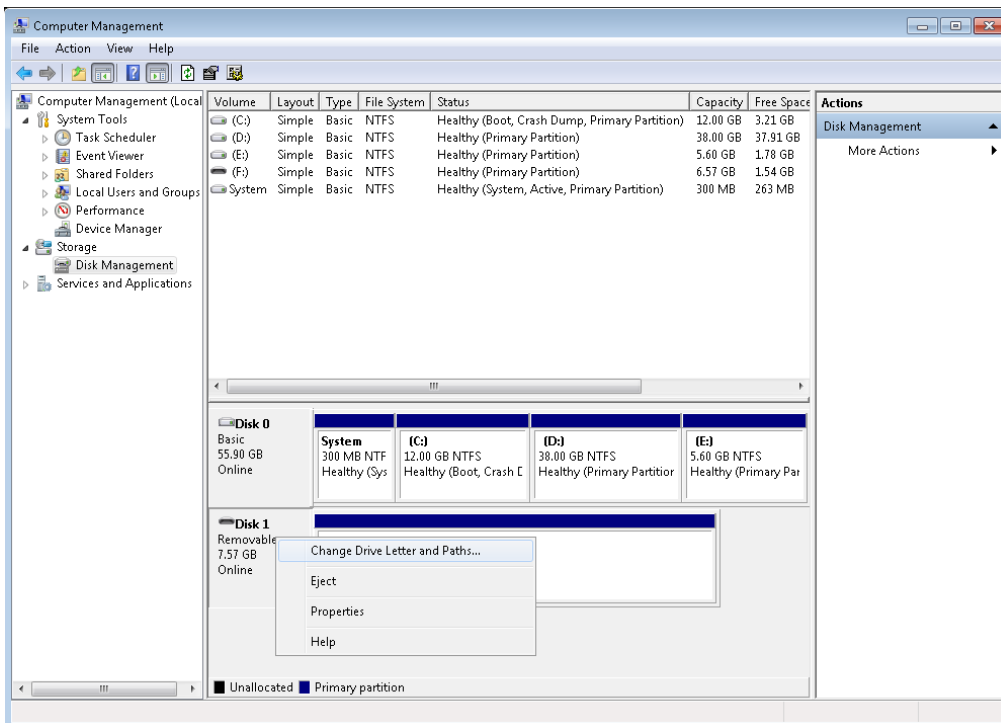 Computer Management
File Action View Help
Computer Management (Local
System Tools
Task Scheduler
Event Viewer
Shared Folders
Local Users and Groups
Performance
Device Manager
Storage
Disk Management
Services and Applications
Volume Layout Type File System Status Capacity Free Space
(C:) Simple Basic NTFS Healthy (Boot, Crash Dump, Primary Partition) 12.00 GB 3.21 GB
(D:) Simple Basic NTFS Healthy (Primary Partition) 38.00 GB 37.91 GB
(E:) Simple Basic NTFS Healthy (Primary Partition) 5.60 GB 1.78 GB
(F:) Simple Basic NTFS Healthy (Primary Partition) 6.57 GB 1.54 GB
System Simple Basic NTFS Healthy (System, Active, Primary Partition) 300 MB 263 MB
Actions
Disk Management
More Actions
Disk 0
Basic
55.90 GB
Online
System
300 MB NTF
Healthy (Sys
(C:)
12.00 GB NTFS
Healthy (Boot, Crash D
(D:)
38.00 GB NTFS
Healthy (Primary Partitior
(E:)
5.60 GB NTFS
Healthy (Primary Par
Disk 1
Removable
7.57 GB
Online
Change Drive Letter and Paths...
Eject
Properties
Help
Unallocated Primary partition